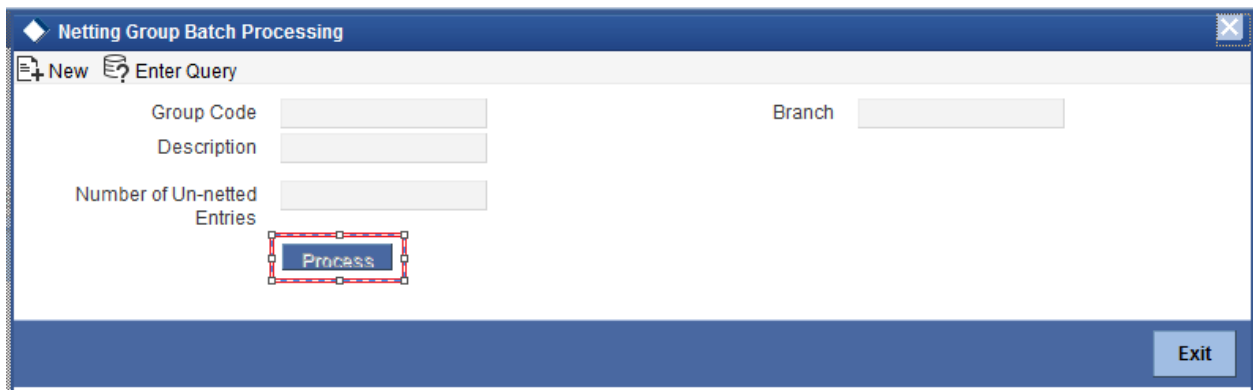 Netting Group Batch Processing
New Enter Query
Group Code Branch
Description
Number of Un-netted
Entries
Process
Exit